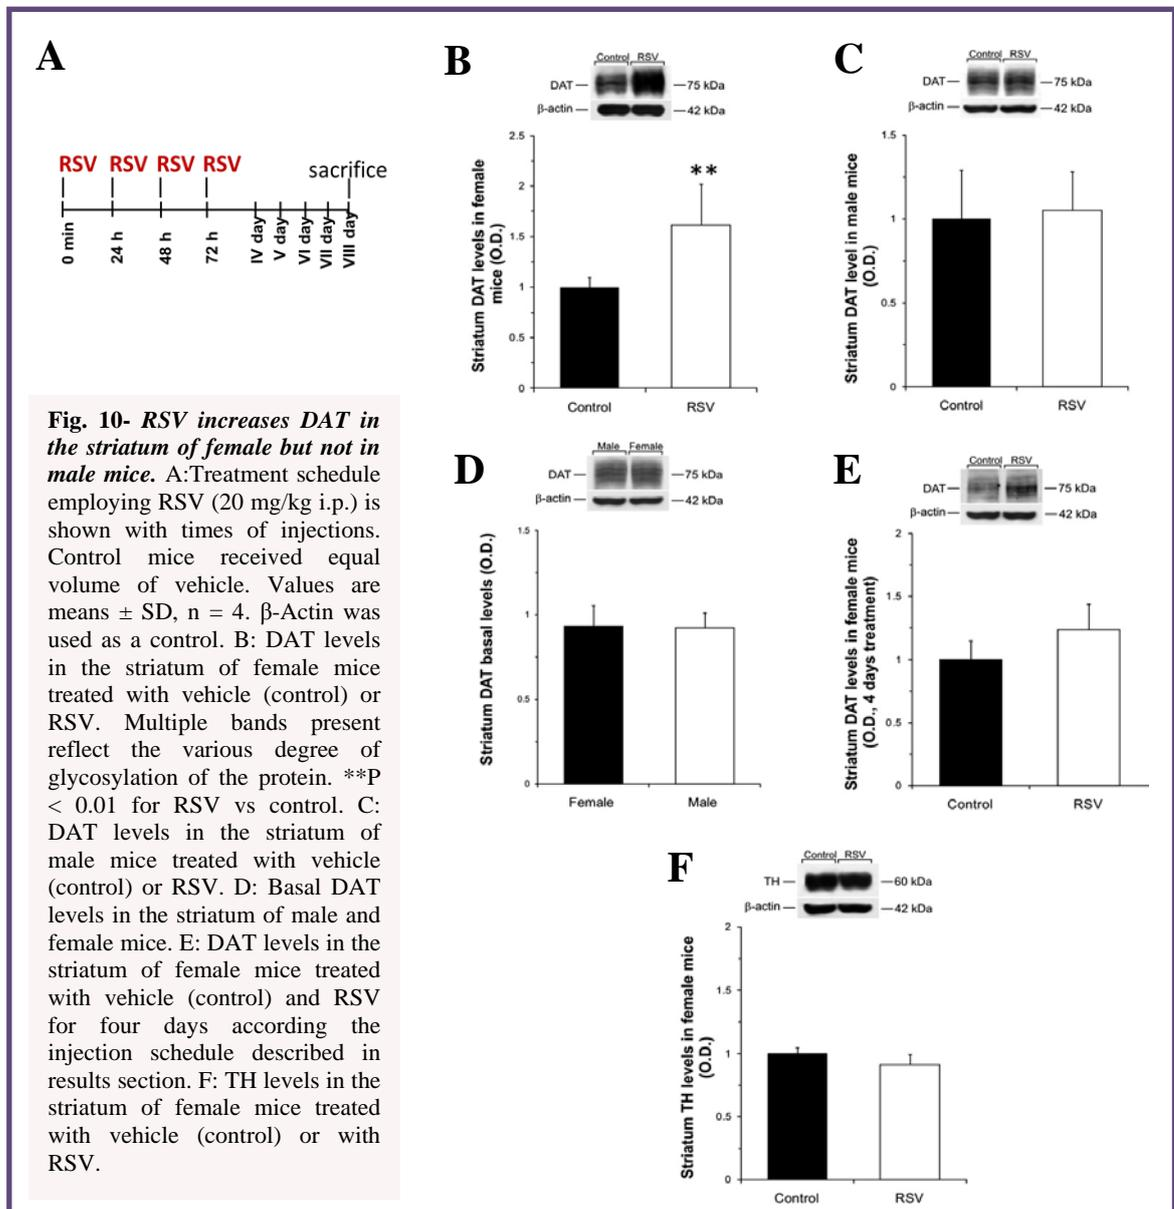 A
RSV RSV RSV RSV
sacrifice
0 min
24 h
48 h
72 h
IV day
V day
VI day
VII day
VIII day
Fig. 10- RSV increases DAT in
the striatum of female but not in
male mice. A:Treatment schedule
employing RSV (20 mg/kg i.p.) is
shown with times of injections.
Control mice received equal
volume of vehicle. Values are
means ± SD, n = 4. β-Actin was
used as a control. B: DAT levels
in the striatum of female mice
treated with vehicle (control) or
RSV. Multiple bands present
reflect the various degree of
glycosylation of the protein. **P
< 0.01 for RSV vs control. C:
DAT levels in the striatum of
male mice treated with vehicle
(control) or RSV. D: Basal DAT
levels in the striatum of male and
female mice. E: DAT levels in the
striatum of female mice treated
with vehicle (control) and RSV
for four days according the
injection schedule described in
results section. F: TH levels in the
striatum of female mice treated
with vehicle (control) or with
RSV.
B
Control RSV
DAT 75 kDa
β-actin 42 kDa
Striatum DAT levels in female
mice (O.D.)
2.5
2
1.5
1
0.5
0
**
Control RSV
C
Control RSV
DAT 75 kDa
β-actin 42 kDa
Striatum DAT level in male mice
(O.D.)
1.5
1
0.5
0
Control RSV
D
Male Female
DAT 75 kDa
β-actin 42 kDa
Striatum DAT basal levels (O.D.)
1.5
1
0.5
0
Female Male
E
Control RSV
DAT 75 kDa
β-actin 42 kDa
Striatum DAT levels in female mice
(O.D., 4 days treatment)
2
1.5
1
0.5
0
Control RSV
F
Control RSV
TH 60 kDa
β-actin 42 kDa
Striatum TH levels in female mice
(O.D.)
2
1.5
1
0.5
0
Control RSV